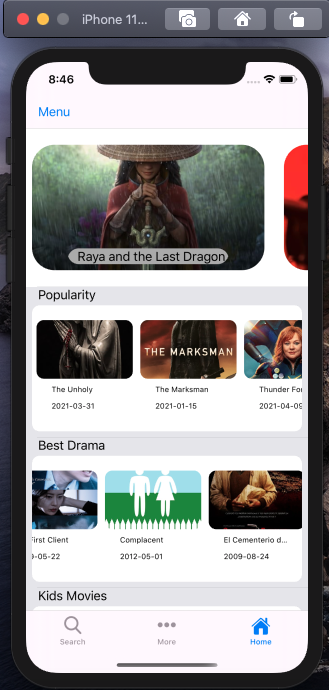 iPhone 11...
8:46
Menu
Raya and the Last Dragon
Popularity
THE MARKSMAN
The Unholy
The Marksman
Thunder For
2021-03-31
2021-01-15
2021-04-09
Best Drama
First Client
Complacent
El Cementerio d...
9-05-22
2012-05-01
2009-08-24
Kids Movies
Search
More
Home